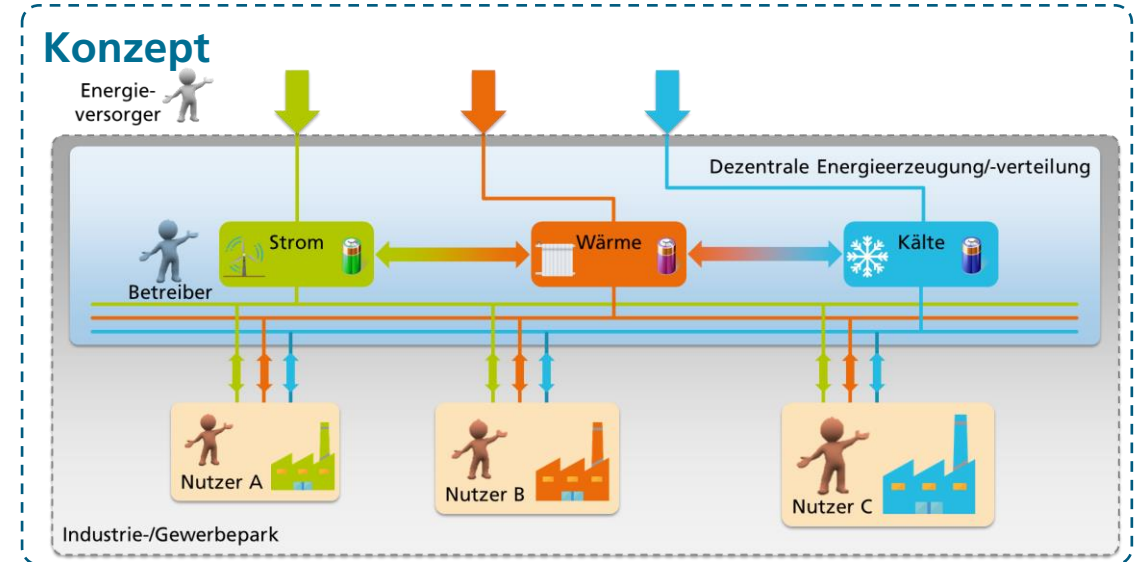 Konzept
Energie-
versorger
Dezentrale Energieerzeugung/-verteilung
Strom
Wärme
Kälte
Betreiber
Nutzer A
Nutzer B
Nutzer C
Industrie-/Gewerbepark